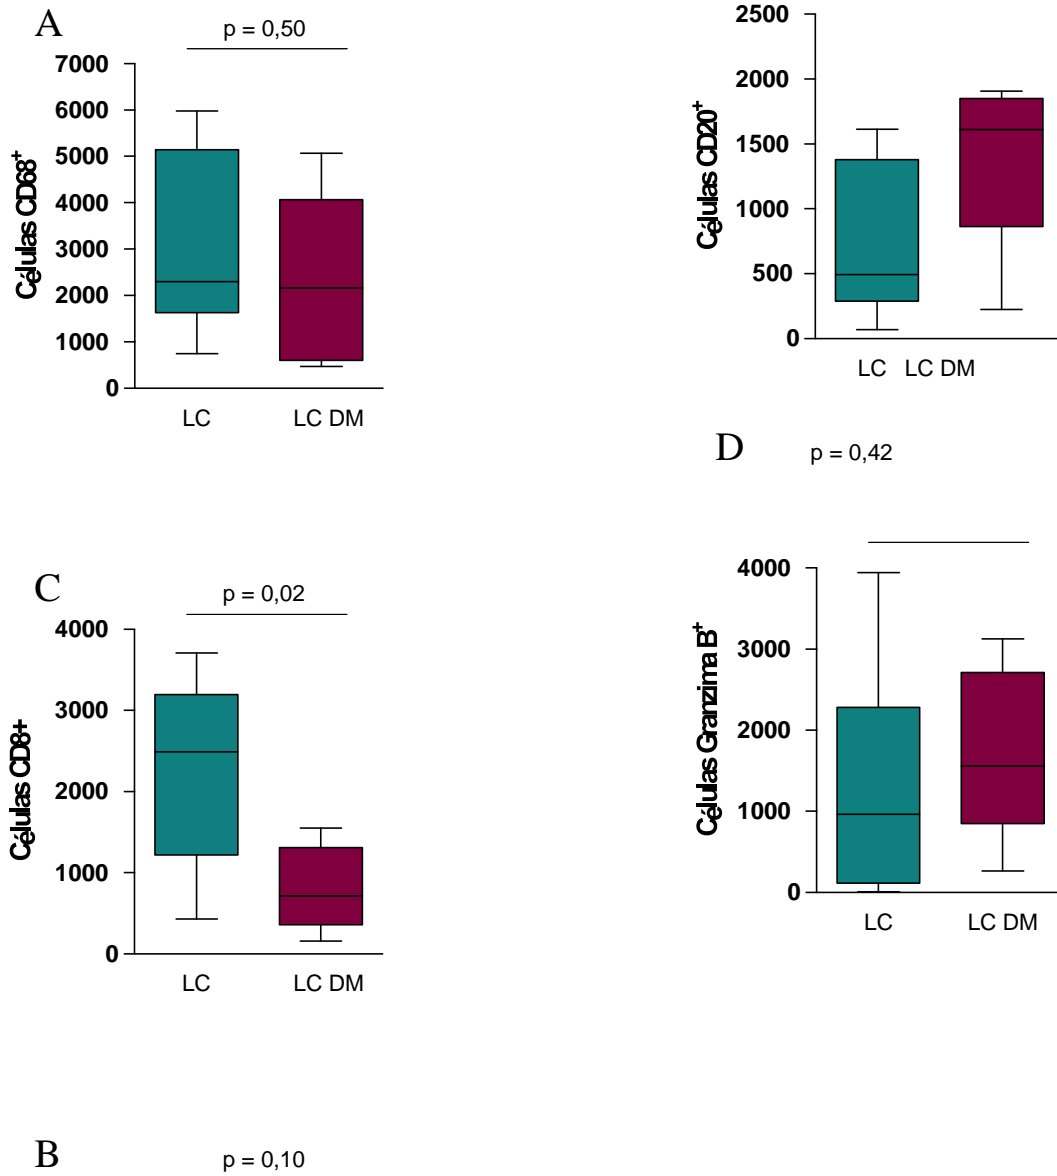 A
p = 0,50
7000
6000
5000
4000
3000
2000
1000
0
Células CD68+
LC LC DM
2500
2000
1500
1000
500
0
Células CD20+
LC LC DM
D p = 0,42
C
p = 0,02
4000
3000
2000
1000
0
Células CD8+
LC LC DM
4000
3000
2000
1000
0
Células Granzima B+
LC LC DM
B p = 0,10